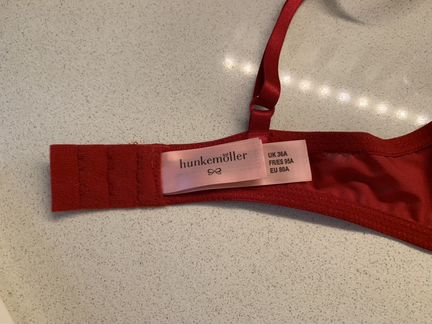 hunkemöller
UK 36A
FR/ES 95A
EU 80A